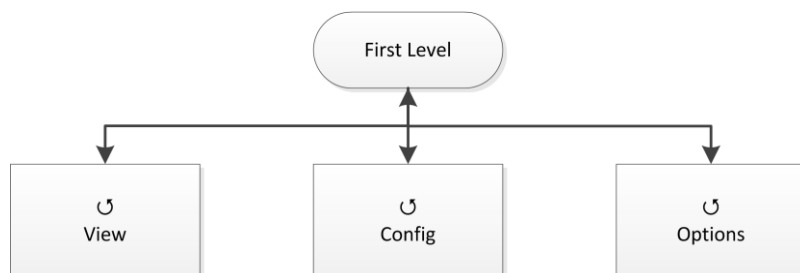 First Level
↺
View
↺
Config
↺
Options